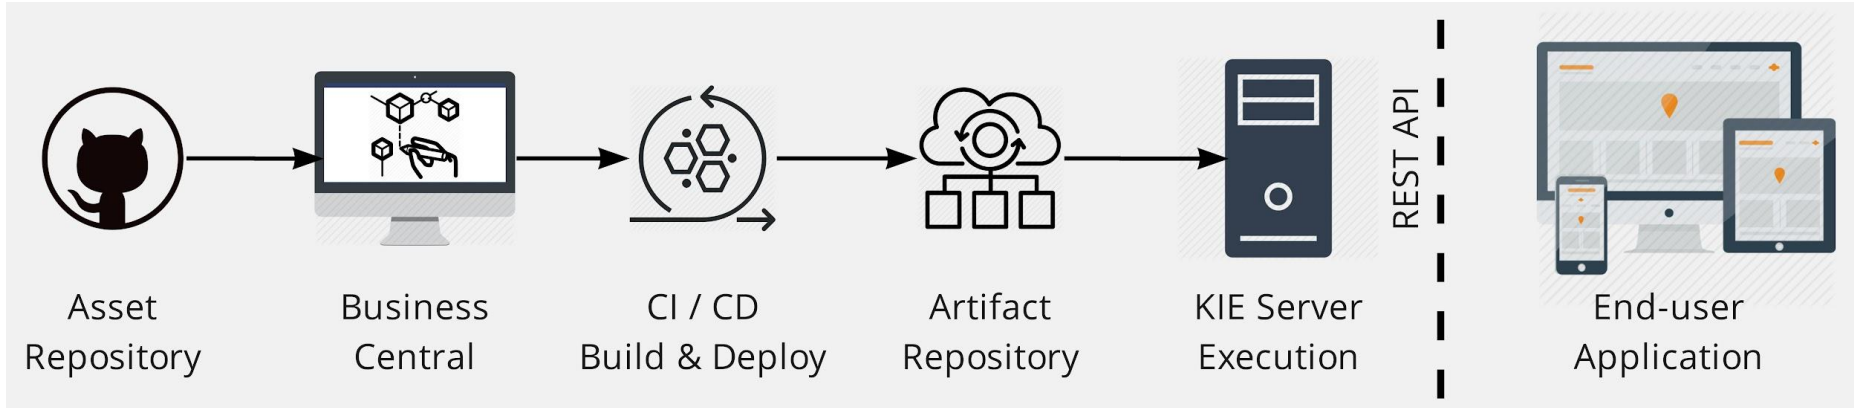 Asset
Repository
Business
Central
CI / CD
Build & Deploy
Artifact
Repository
KIE Server
Execution
REST API
End-user
Application